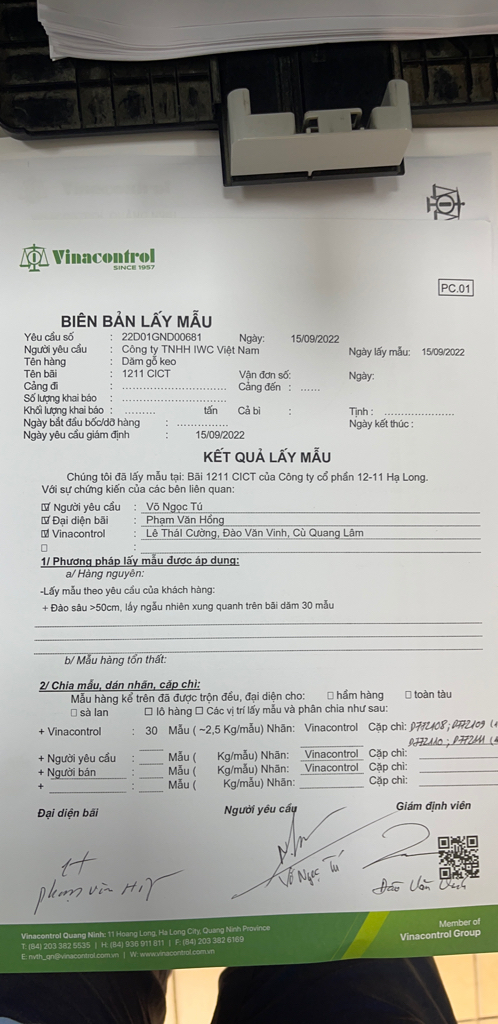 Vinacontrol
SINCE 1957
PC.01
BIÊN BẢN LẤY MẪU
Yêu cầu số : 22D01GND00681 Ngày: 15/09/2022
Người yêu cầu : Công ty TNHH IWC Việt Nam Ngày lấy mẫu: 15/09/2022
Tên hàng : Dăm gỗ keo
Tên bãi : 1211 CICT Vận đơn số: Ngày:
Cảng đi : .............................. Cảng đến : ......
Số lượng khai báo : ..............................
Khối lượng khai báo : ......... tấn Cả bì : Tịnh : ......................
Ngày bắt đầu bốc/dỡ hàng : ............... Ngày kết thúc :
Ngày yêu cầu giám định : 15/09/2022
KẾT QUẢ LẤY MẪU
Chúng tôi đã lấy mẫu tại: Bãi 1211 CICT của Công ty cổ phần 12-11 Hạ Long.
Với sự chứng kiến của các bên liên quan:
☑ Người yêu cầu : Võ Ngọc Tú
☑ Đại diện bãi : Phạm Văn Hồng
☑ Vinacontrol : Lê Thái Cường, Đào Văn Vinh, Cù Quang Lâm
☐ :
1/ Phương pháp lấy mẫu được áp dụng:
a/ Hàng nguyên:
-Lấy mẫu theo yêu cầu của khách hàng:
+ Đào sâu >50cm, lấy ngẫu nhiên xung quanh trên bãi dăm 30 mẫu
b/ Mẫu hàng tổn thất:
2/ Chia mẫu, dán nhãn, cặp chì:
Mẫu hàng kể trên đã được trộn đều, đại diện cho: ☐ hầm hàng ☐ toàn tàu
☐ sà lan ☐ lô hàng ☐ Các vị trí lấy mẫu và phân chia như sau:
+ Vinacontrol : 30 Mẫu ( ~2,5 Kg/mẫu) Nhãn: Vinacontrol Cặp chì: D772108; D772109
+ Người yêu cầu : Mẫu ( Kg/mẫu) Nhãn: Vinacontrol Cặp chì:
+ Người bán : Mẫu ( Kg/mẫu) Nhãn: Vinacontrol Cặp chì:
+ : Mẫu ( Kg/mẫu) Nhãn: Cặp chì:
Đại diện bãi Người yêu cầu Giám định viên
Võ Ngọc Tú
Đào Văn Vinh
Vinacontrol Quảng Ninh: 11 Hoang Long, Ha Long City, Quang Ninh Province
T: (84) 203 382 5535 | H: (84) 936 911 811 | F: (84) 203 382 6169
E: nvth_qn@vinacontrol.com.vn | W: www.vinacontrol.com.vn
Member of
Vinacontrol Group